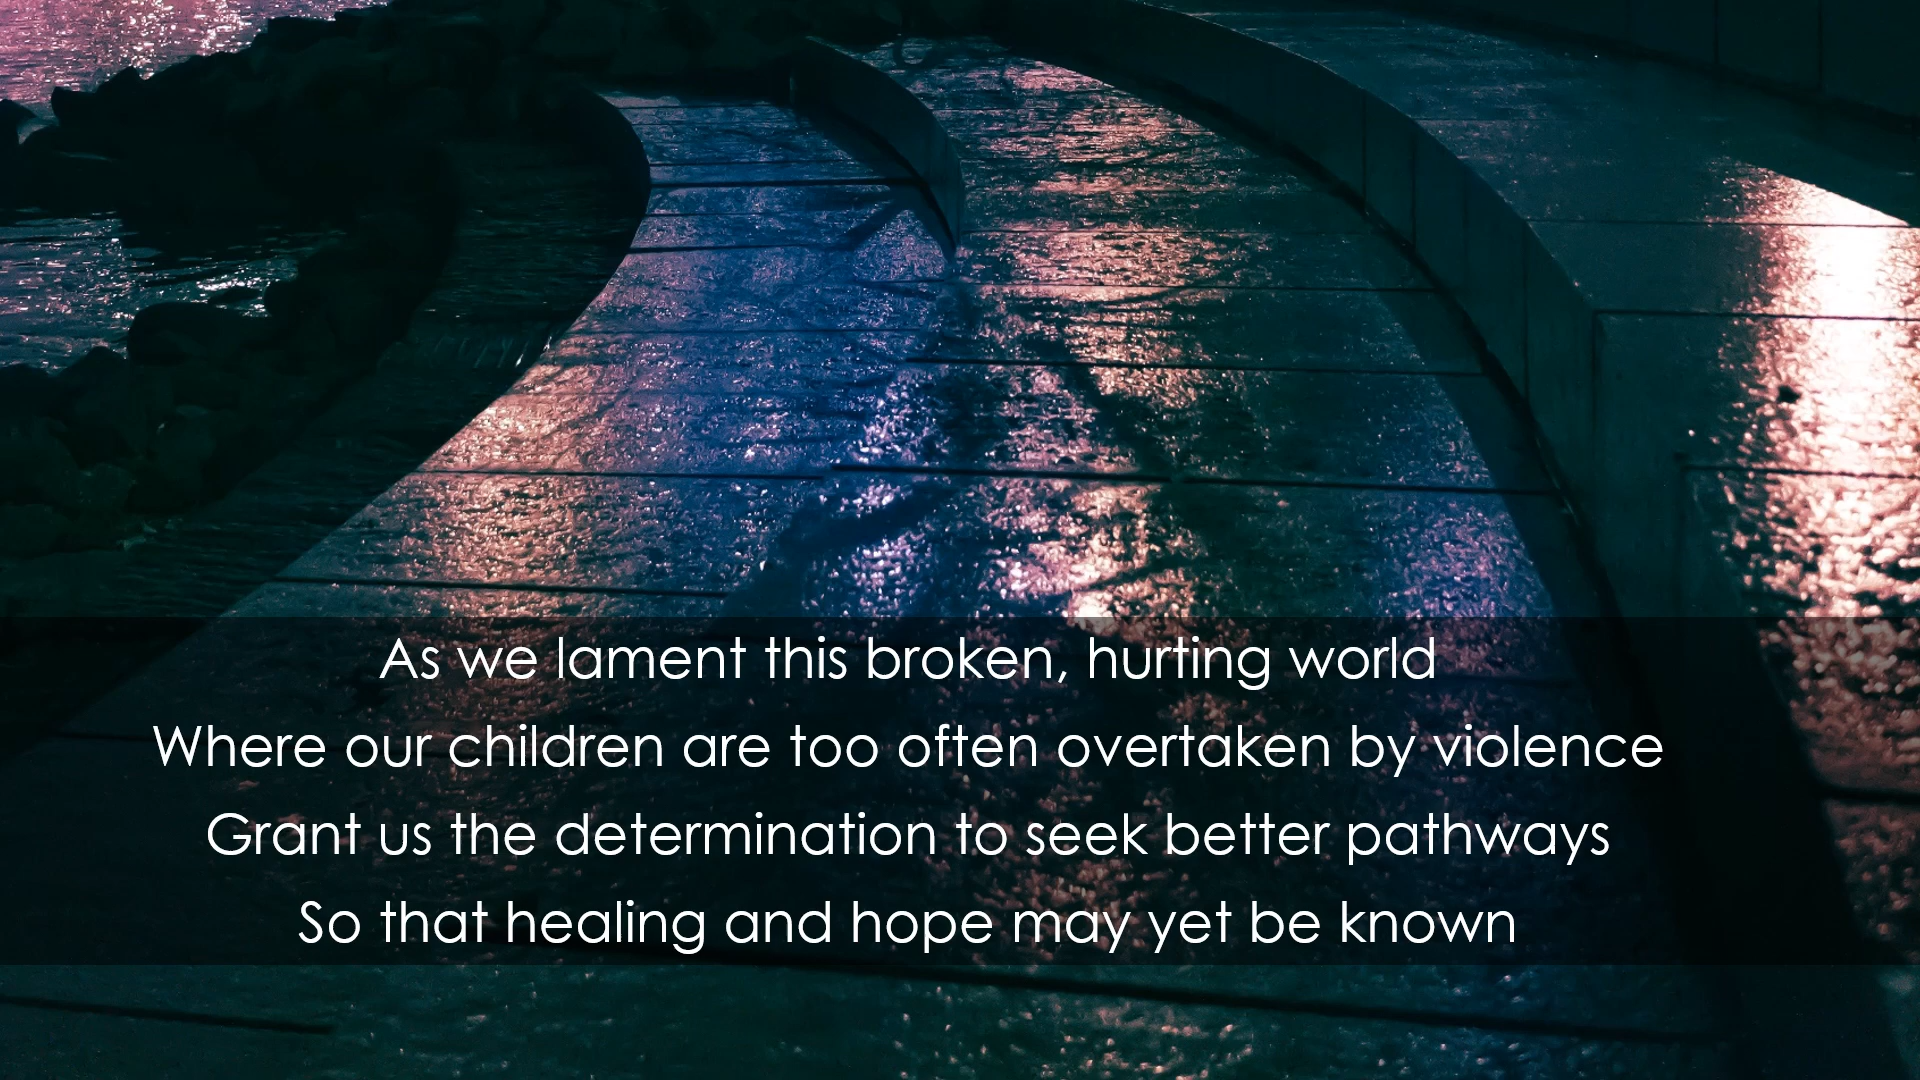 As we lament this broken, hurting world
Where our children are too often overtaken by violence
Grant us the determination to seek better pathways
So that healing and hope may yet be known